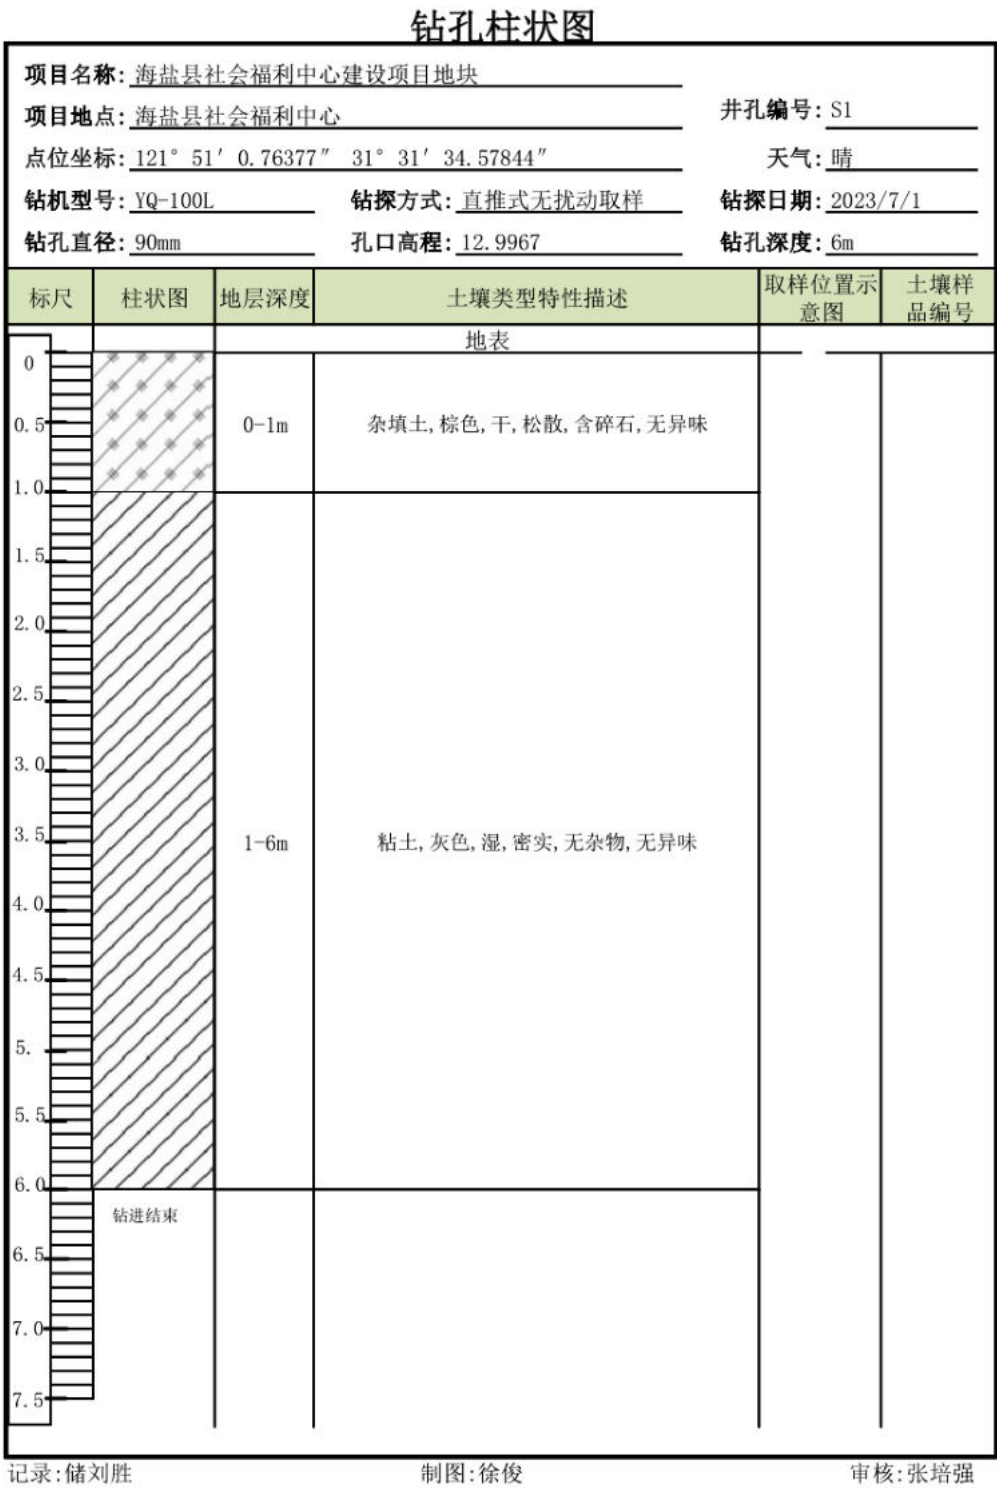 钻孔柱状图
项目名称: 海盐县社会福利中心建设项目地块
项目地点: 海盐县社会福利中心 井孔编号: S1
点位坐标: 121° 51′ 0.76377″ 31° 31′ 34.57844″ 天气: 晴
钻机型号: YQ-100L 钻探方式: 直推式无扰动取样 钻探日期: 2023/7/1
钻孔直径: 90mm 孔口高程: 12.9967 钻孔深度: 6m
标尺 柱状图 地层深度 土壤类型特性描述 取样位置示意图 土壤样品编号
地表
0
0.5 0-1m 杂填土,棕色,干,松散,含碎石,无异味
1.0
1.5
2.0
2.5
3.0
3.5 1-6m 粘土,灰色,湿,密实,无杂物,无异味
4.0
4.5
5.
5.5
6.0
钻进结束
6.5
7.0
7.5
记录:储刘胜 制图:徐俊 审核:张培强